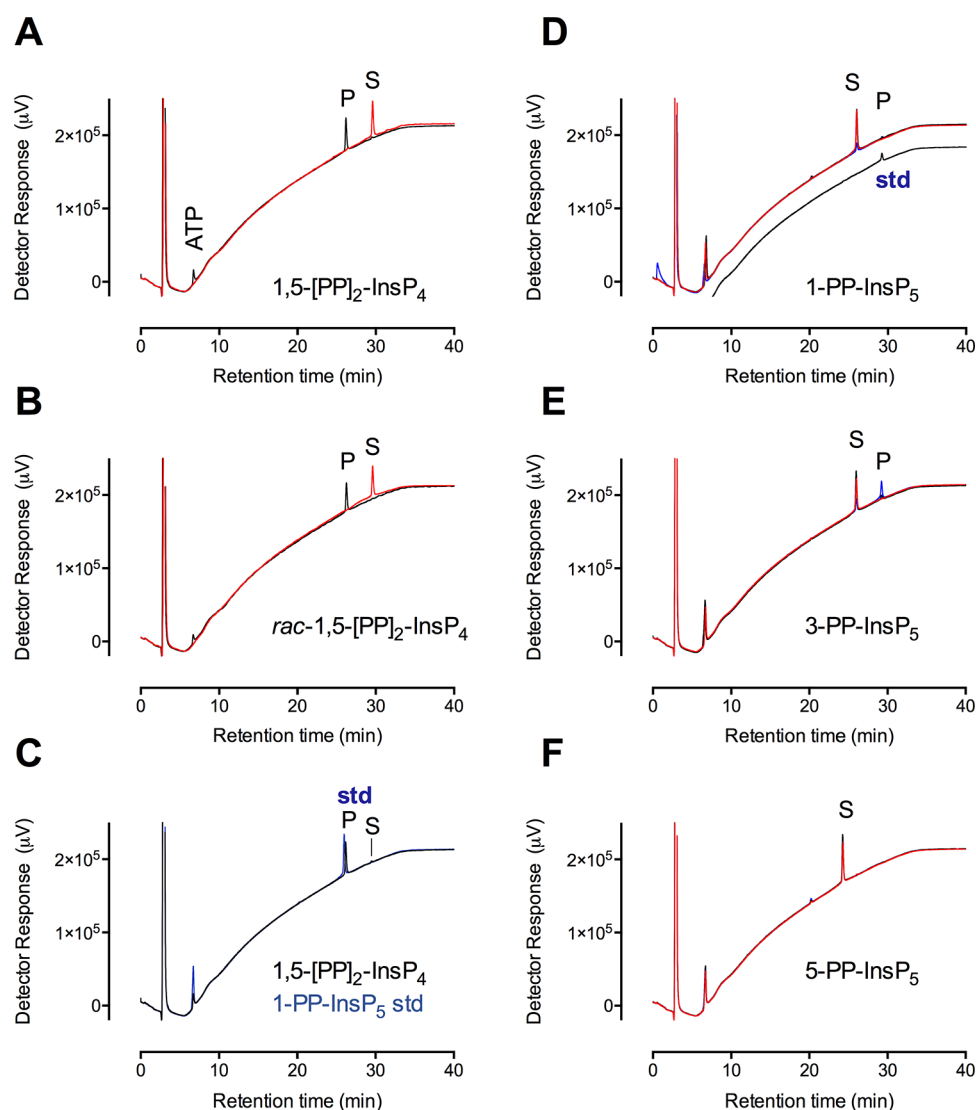 A
Detector Response (μV)
2×10⁵
1×10⁵
0
ATP
P
S
1,5-[PP]₂-InsP₄
0 10 20 30 40
Retention time (min)
B
Detector Response (μV)
2×10⁵
1×10⁵
0
P
S
rac-1,5-[PP]₂-InsP₄
0 10 20 30 40
Retention time (min)
C
Detector Response (μV)
2×10⁵
1×10⁵
0
std
P
S
1,5-[PP]₂-InsP₄
1-PP-InsP₅ std
0 10 20 30 40
Retention time (min)
D
Detector Response (μV)
2×10⁵
1×10⁵
0
S
P
std
1-PP-InsP₅
0 10 20 30 40
Retention time (min)
E
Detector Response (μV)
2×10⁵
1×10⁵
0
S
P
3-PP-InsP₅
0 10 20 30 40
Retention time (min)
F
Detector Response (μV)
2×10⁵
1×10⁵
0
S
5-PP-InsP₅
0 10 20 30 40
Retention time (min)